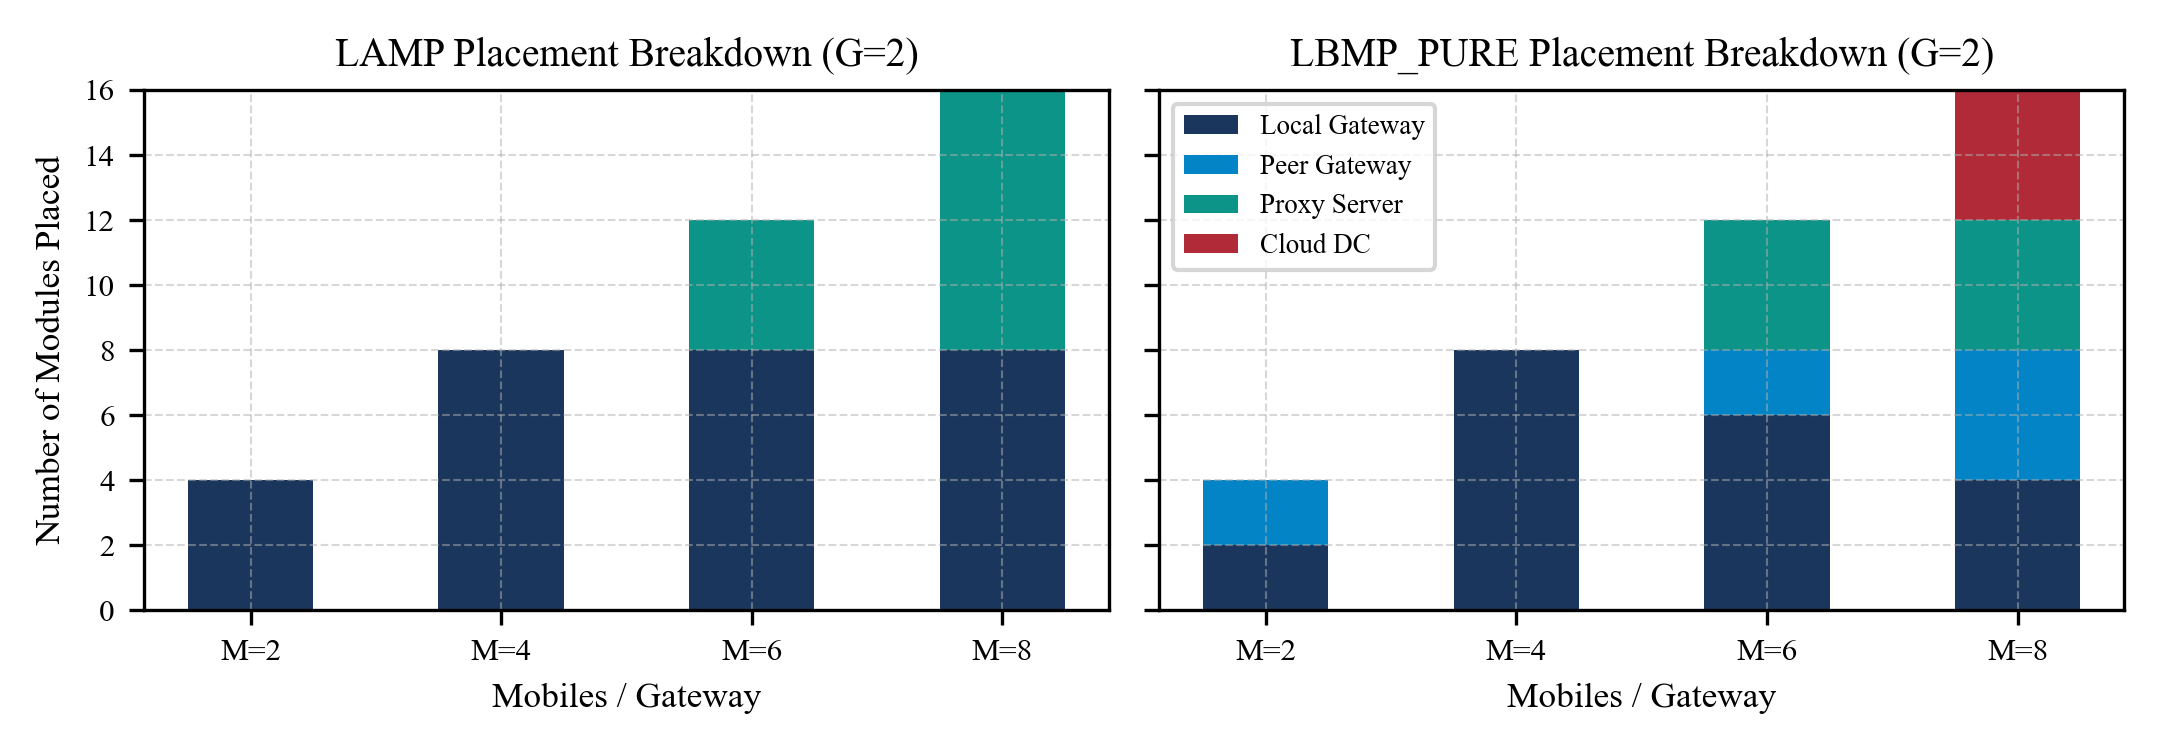 LAMP Placement Breakdown (G=2)
Number of Modules Placed
16
14
12
10
8
6
4
2
0
M=2 M=4 M=6 M=8
Mobiles / Gateway
LBMP_PURE Placement Breakdown (G=2)
Local Gateway
Peer Gateway
Proxy Server
Cloud DC
M=2 M=4 M=6 M=8
Mobiles / Gateway